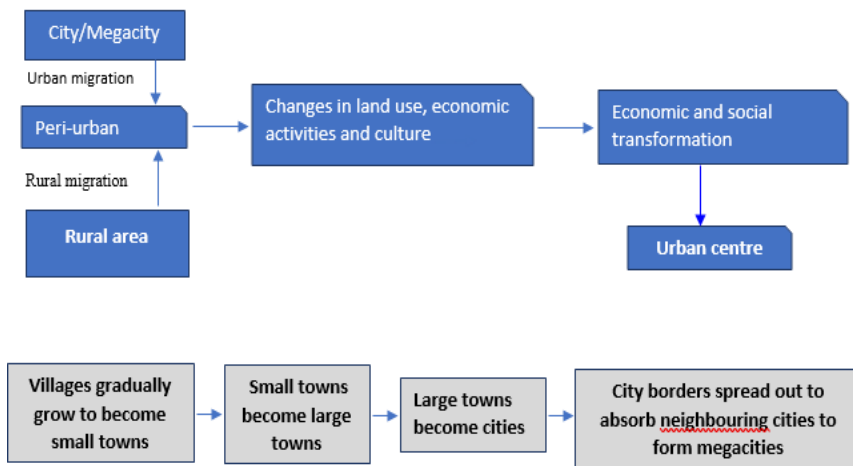 City/Megacity
Urban migration
Peri-urban
Rural migration
Rural area
Changes in land use, economic
activities and culture
Economic and social
transformation
Urban centre
Villages gradually
grow to become
small towns
Small towns
become large
towns
Large towns
become cities
City borders spread out to
absorb neighbouring cities to
form megacities